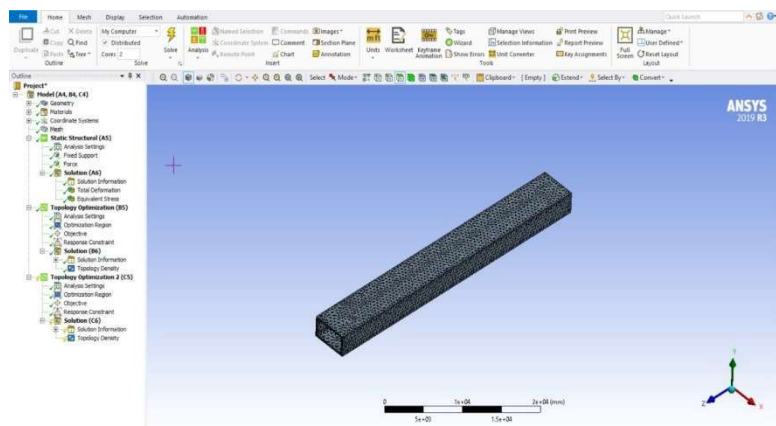 File Home Mesh Display Selection Automation Quick Launch
Duplicate Cut Delete Copy Find Paste Tree
Outline
My Computer Distributed Cores 2 Solve
Solve
Analysis Named Selection Coordinate System Remote Point Commands Comment Chart Images Section Plane Annotation
Insert
Units Worksheet Keyframe Animation Tags Wizard Show Errors Manage Views Selection Information Unit Converter Print Preview Report Preview Key Assignments
Tools
Full Screen Manage User Defined Reset Layout
Layout
Outline
Select Mode Clipboard [Empty] Extend Select By Convert
Project*
Model (A4, B4, C4)
Geometry
Materials
Coordinate Systems
Mesh
Static Structural (A5)
Analysis Settings
Fixed Support
Force
Solution (A6)
Solution Information
Total Deformation
Equivalent Stress
Topology Optimization (B5)
Analysis Settings
Optimization Region
Objective
Response Constraint
Solution (B6)
Solution Information
Topology Density
Topology Optimization 2 (C5)
Analysis Settings
Optimization Region
Objective
Response Constraint
Solution (C6)
Solution Information
Topology Density
ANSYS
2019 R3
0 1e+04 2e+04 (mm)
5e+03 1.5e+04
Y
Z X